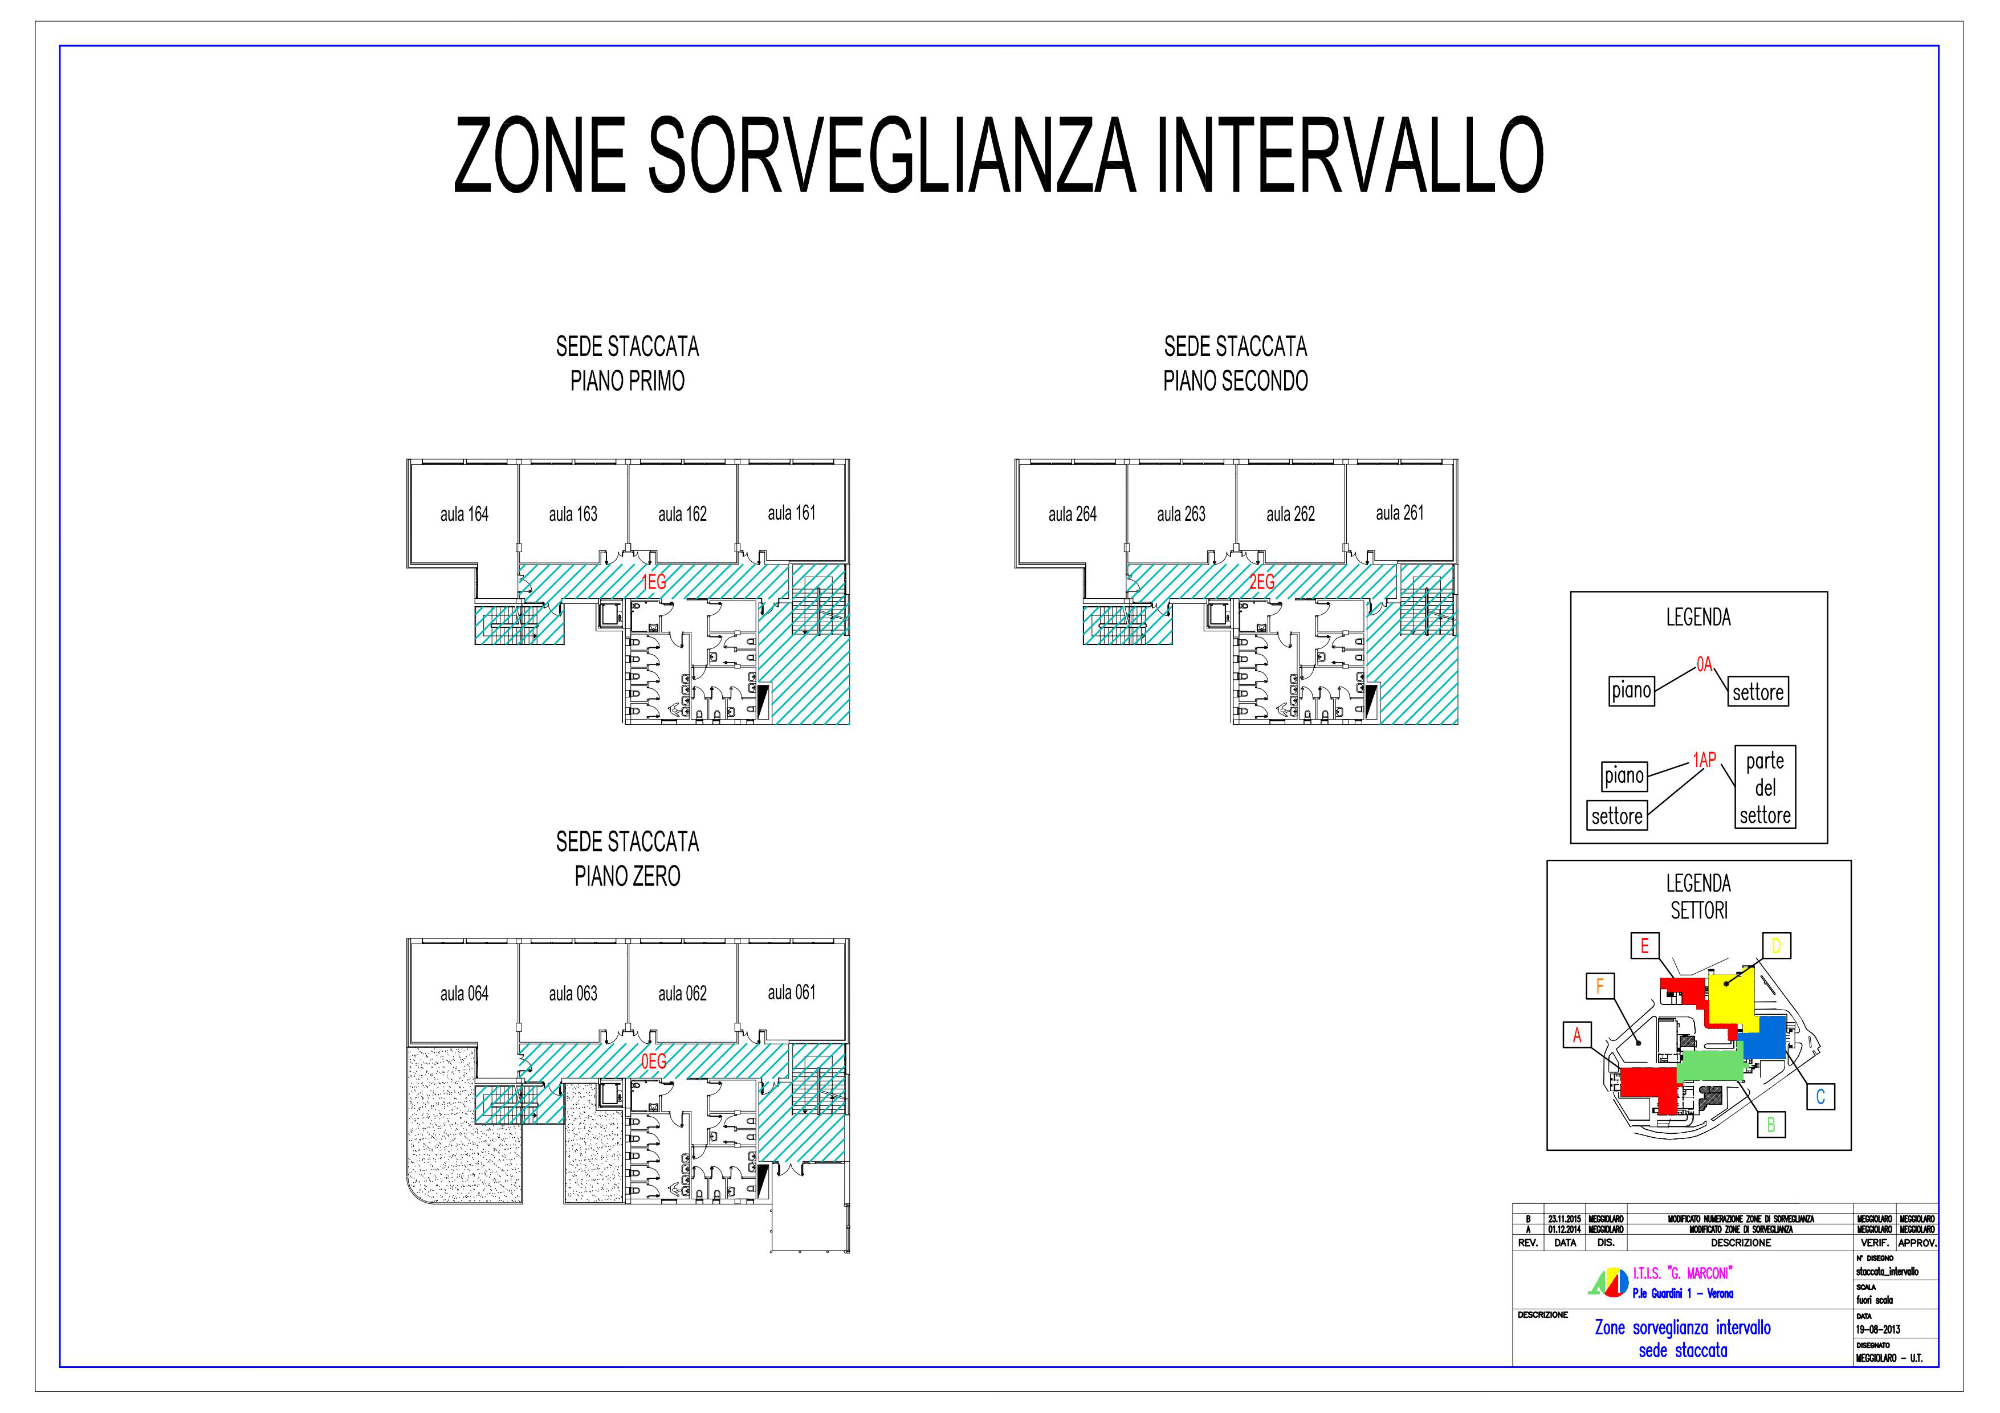 ZONE SORVEGLIANZA INTERVALLO
SEDE STACCATA
PIANO PRIMO
aula 164
aula 163
aula 162
aula 161
1EG
SEDE STACCATA
PIANO SECONDO
aula 264
aula 263
aula 262
aula 261
2EG
SEDE STACCATA
PIANO ZERO
aula 064
aula 063
aula 062
aula 061
0EG
LEGENDA
0A
piano
settore
1AP
piano
settore
parte
del
settore
LEGENDA
SETTORI
E
D
F
A
C
B
B 23.11.2015 MEGGIOLARO MODIFICATO NUMERAZIONE ZONE DI SORVEGLIANZA MEGGIOLARO MEGGIOLARO
A 01.12.2014 MEGGIOLARO MODIFICATO ZONE DI SORVEGLIANZA MEGGIOLARO MEGGIOLARO
REV. DATA DIS. DESCRIZIONE VERIF. APPROV.
I.T.I.S. "G. MARCONI"
P.le Guardini 1 - Verona
DESCRIZIONE
Zone sorveglianza intervallo
sede staccata
N° DISEGNO
staccata_intervallo
SCALA
fuori scala
DATA
19-08-2013
DISEGNATO
MEGGIOLARO - U.T.